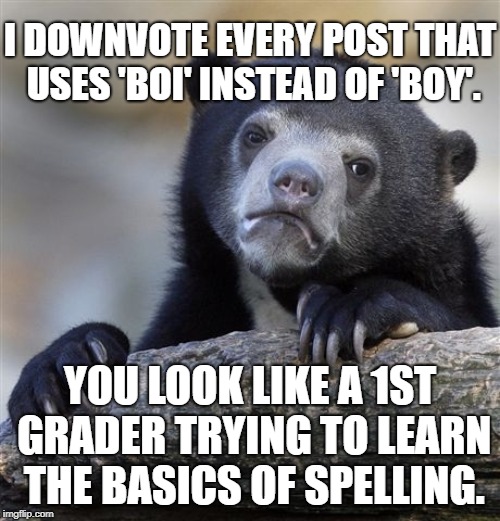 I DOWNVOTE EVERY POST THAT
USES 'BOI' INSTEAD OF 'BOY'.
YOU LOOK LIKE A 1ST
GRADER TRYING TO LEARN
THE BASICS OF SPELLING.
imgflip.com